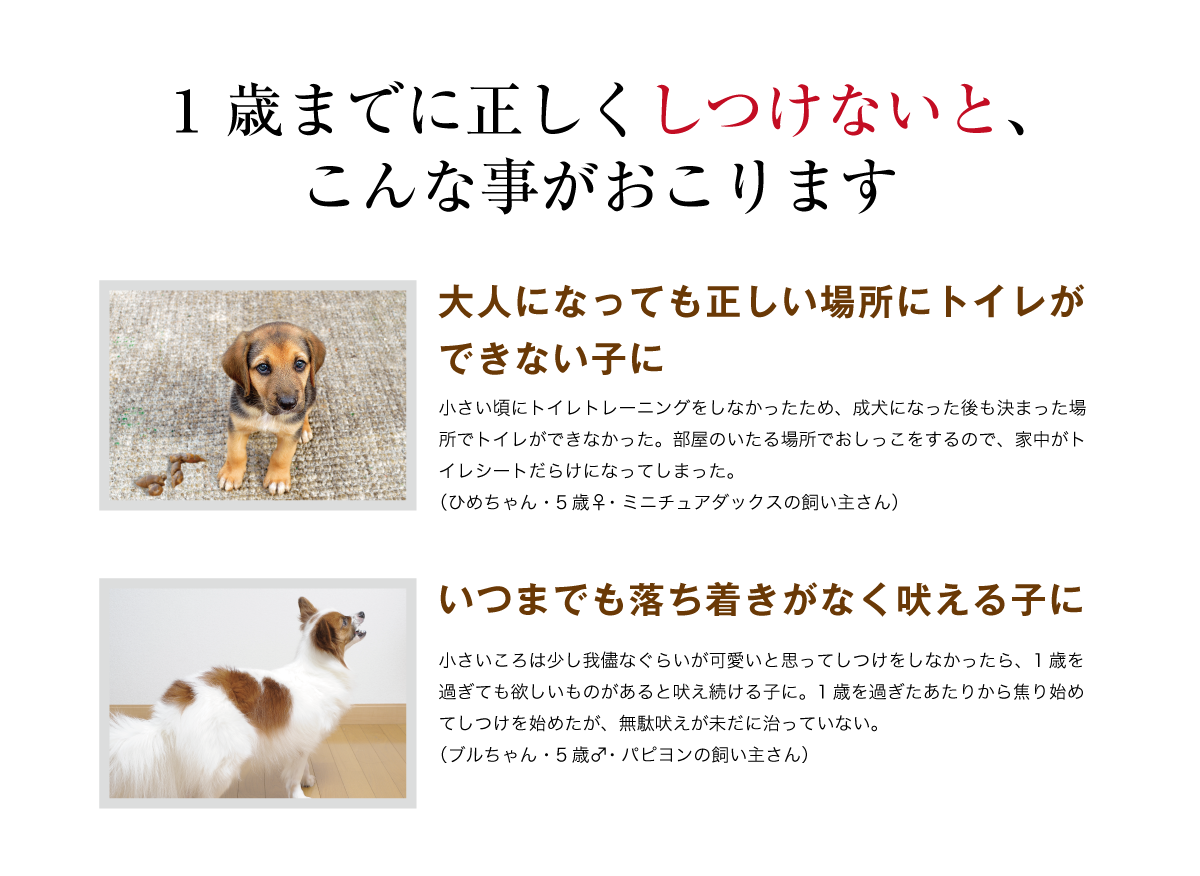 1 歳までに正しくしつけないと、
こんな事がおこります
大人になっても正しい場所にトイレが
できない子に
小さい頃にトイレトレーニングをしなかったため、成犬になった後も決まった場
所でトイレができなかった。部屋のいたる場所でおしっこをするので、家中がト
イレシートだらけになってしまった。
（ひめちゃん・5 歳♀・ミニチュアダックスの飼い主さん）
いつまでも落ち着きがなく吠える子に
小さいころは少し我儘なぐらいが可愛いと思ってしつけをしなかったら、1 歳を
過ぎても欲しいものがあると吠え続ける子に。1 歳を過ぎたあたりから焦り始め
てしつけを始めたが、無駄吠えが未だに治っていない。
（ブルちゃん・5 歳♂・パピヨンの飼い主さん）